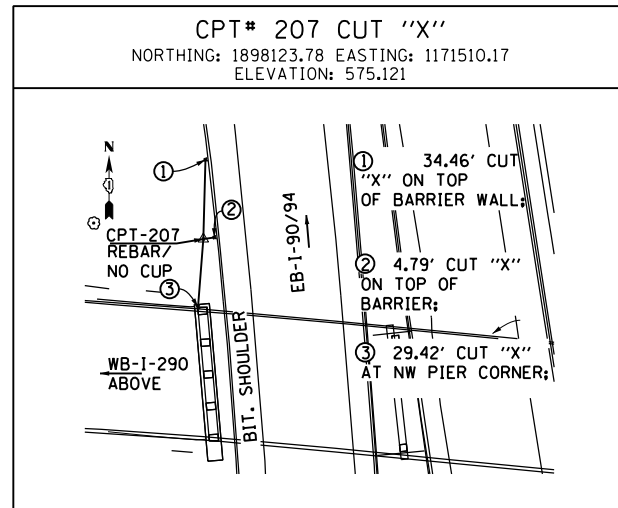 CPT# 207 CUT "X"
NORTHING: 1898123.78 EASTING: 1171510.17
ELEVATION: 575.121
N
1
2
CPT-207
REBAR/
NO CUP
3
WB-I-290
ABOVE
BIT. SHOULDER
EB-I-90/94
1 34.46' CUT
"X" ON TOP
OF BARRIER WALL;
2 4.79' CUT "X"
ON TOP OF
BARRIER;
3 29.42' CUT "X"
AT NW PIER CORNER;